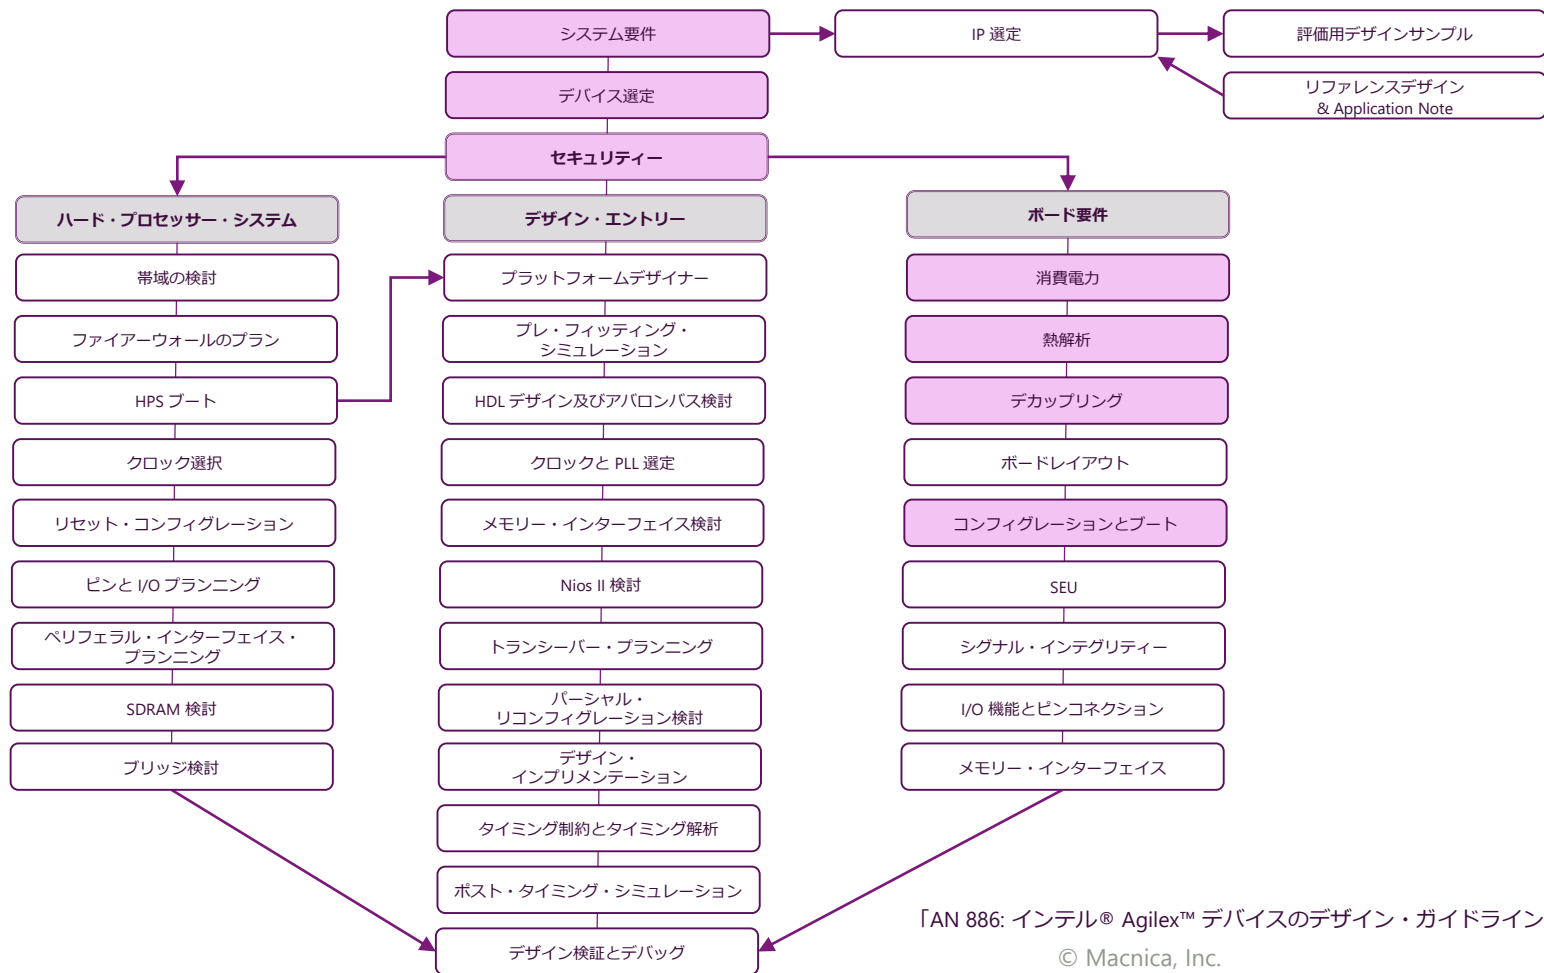 システム要件
IP 選定
評価用デザインサンプル
デバイス選定
リファレンスデザイン
& Application Note
セキュリティー
ハード・プロセッサー・システム
デザイン・エントリー
ボード要件
帯域の検討
プラットフォームデザイナー
消費電力
ファイアーウォールのプラン
プレ・フィッティング・
シミュレーション
熱解析
HPS ブート
HDL デザイン及びアバロンバス検討
デカップリング
クロック選択
クロックと PLL 選定
ボードレイアウト
リセット・コンフィグレーション
メモリー・インターフェイス検討
コンフィグレーションとブート
ピンと I/O プランニング
Nios II 検討
SEU
ペリフェラル・インターフェイス・
プランニング
トランシーバー・プランニング
シグナル・インテグリティー
SDRAM 検討
パーシャル・
リコンフィグレーション検討
I/O 機能とピンコネクション
ブリッジ検討
デザイン・
インプリメンテーション
メモリー・インターフェイス
タイミング制約とタイミング解析
ポスト・タイミング・シミュレーション
「AN 886: インテル® Agilex™ デバイスのデザイン・ガイドライン
デザイン検証とデバッグ
© Macnica, Inc.